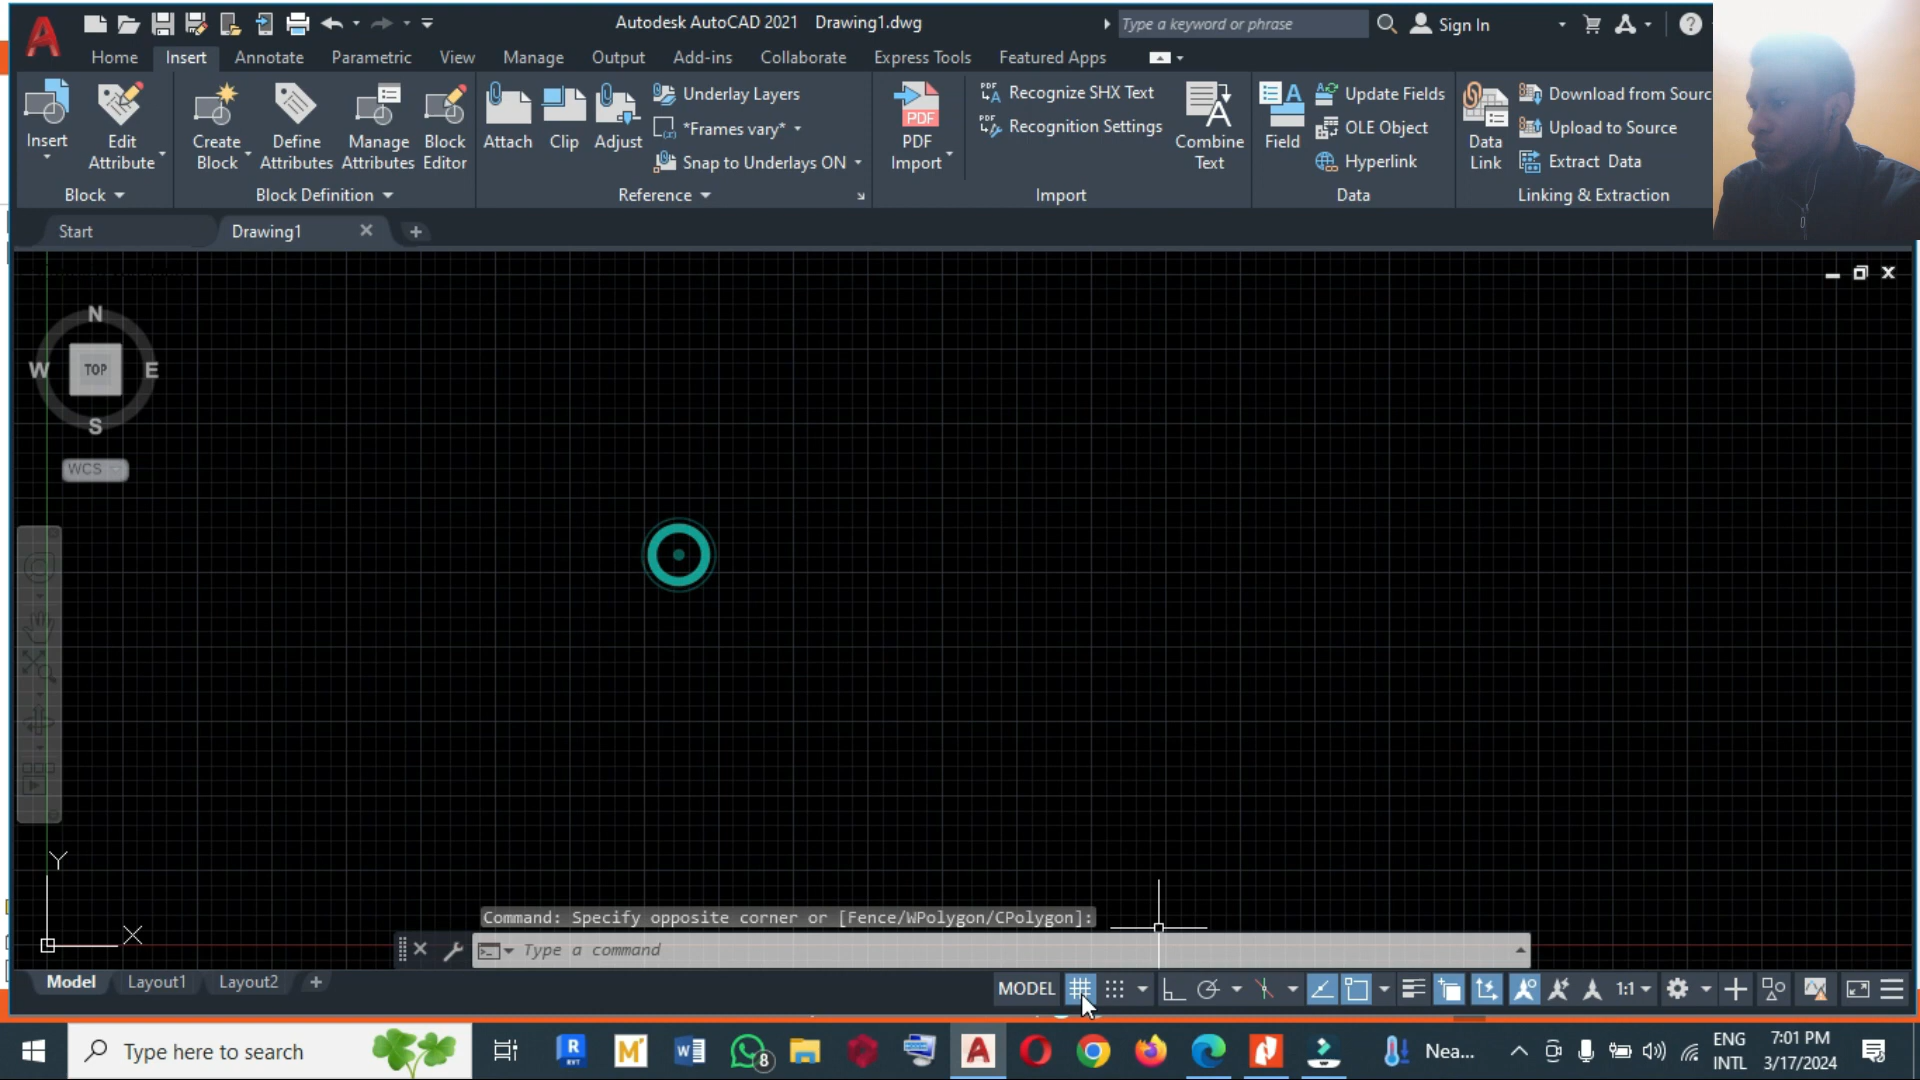 Autodesk AutoCAD 2021 Drawing1.dwg
Type a keyword or phrase
Sign In
Home Insert Annotate Parametric View Manage Output Add-ins Collaborate Express Tools Featured Apps
Insert
Edit Attribute
Create Block
Define Attributes
Manage Attributes
Block Editor
Attach
Clip
Adjust
Underlay Layers
*Frames vary*
Snap to Underlays ON
PDF
PDF Import
PDF Recognize SHX Text
PDF Recognition Settings
Combine Text
Field
Update Fields
OLE Object
Hyperlink
Data Link
Download from Sourc
Upload to Source
Extract Data
Block
Block Definition
Reference
Import
Data
Linking & Extraction
Start
Drawing1
N
W TOP E
S
WCS
Y
X
Command: Specify opposite corner or [Fence/WPolygon/CPolygon]:
Type a command
Model Layout1 Layout2
MODEL
1:1
Type here to search
8
Nea...
ENG
INTL
7:01 PM
3/17/2024